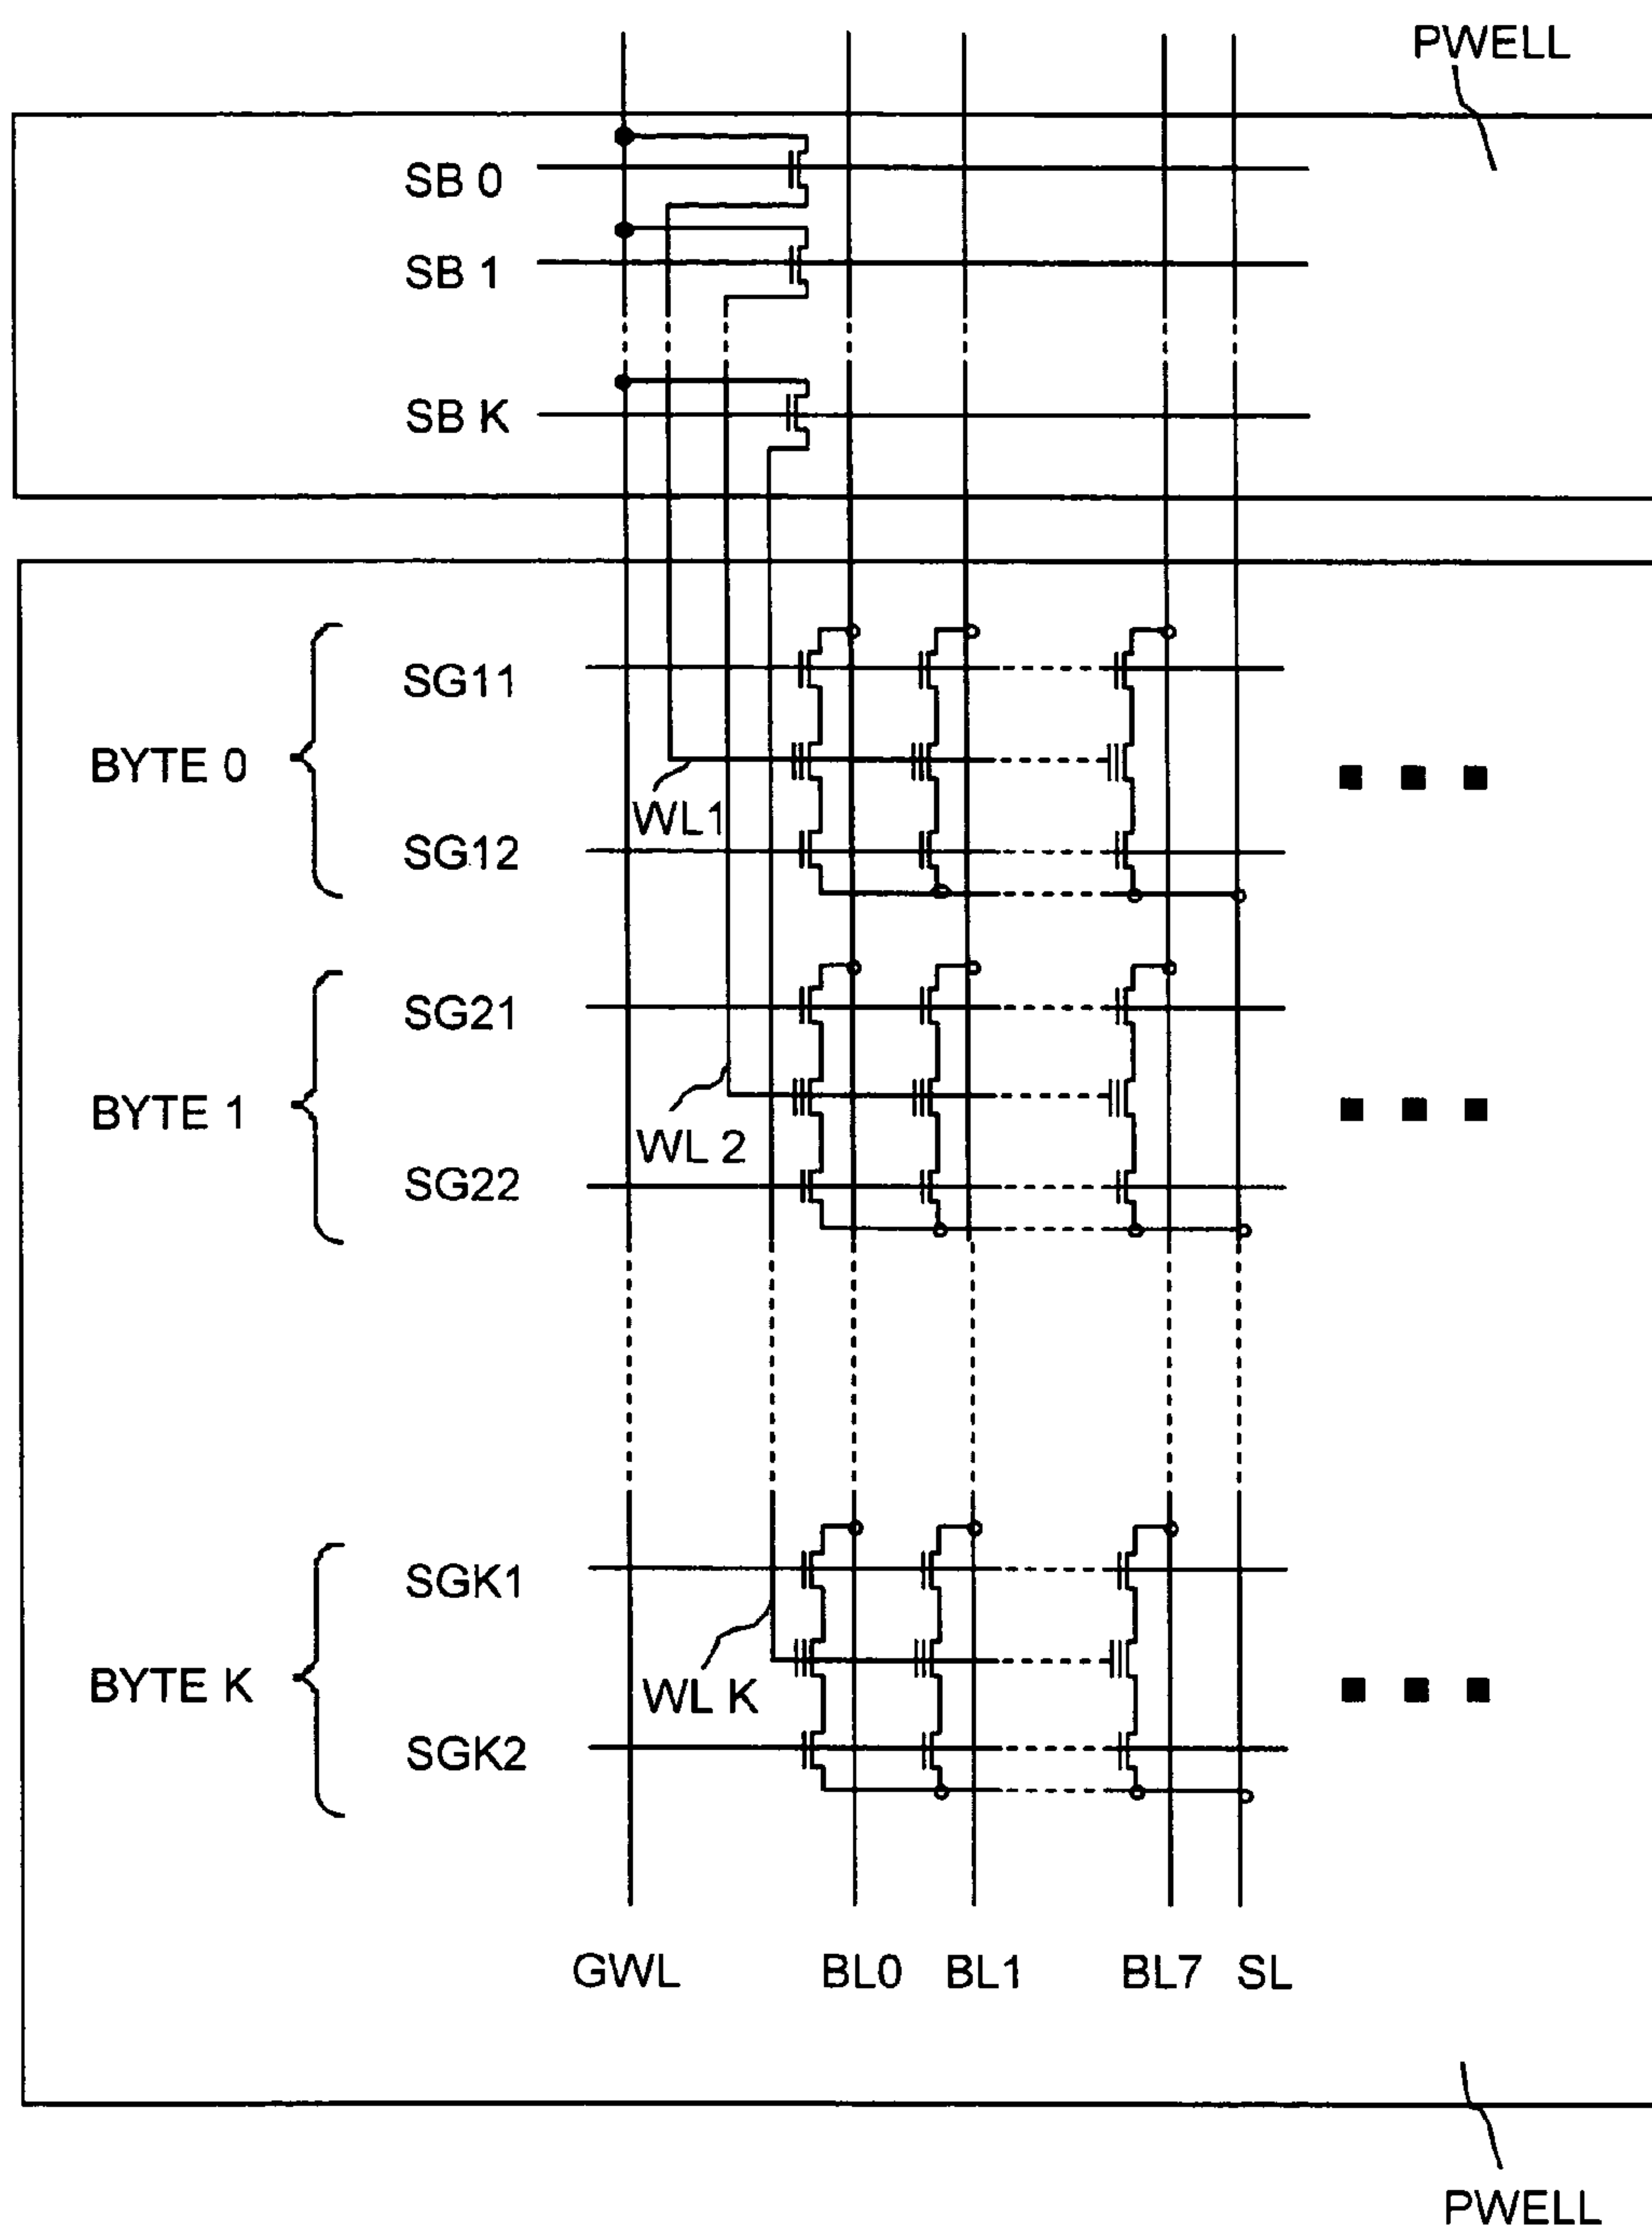 PWELL
SB 0
SB 1
SB K
SG11
BYTE 0
WL1
SG12
SG21
BYTE 1
WL 2
SG22
SGK1
BYTE K
WL K
SGK2
GWL BL0 BL1 BL7 SL
PWELL